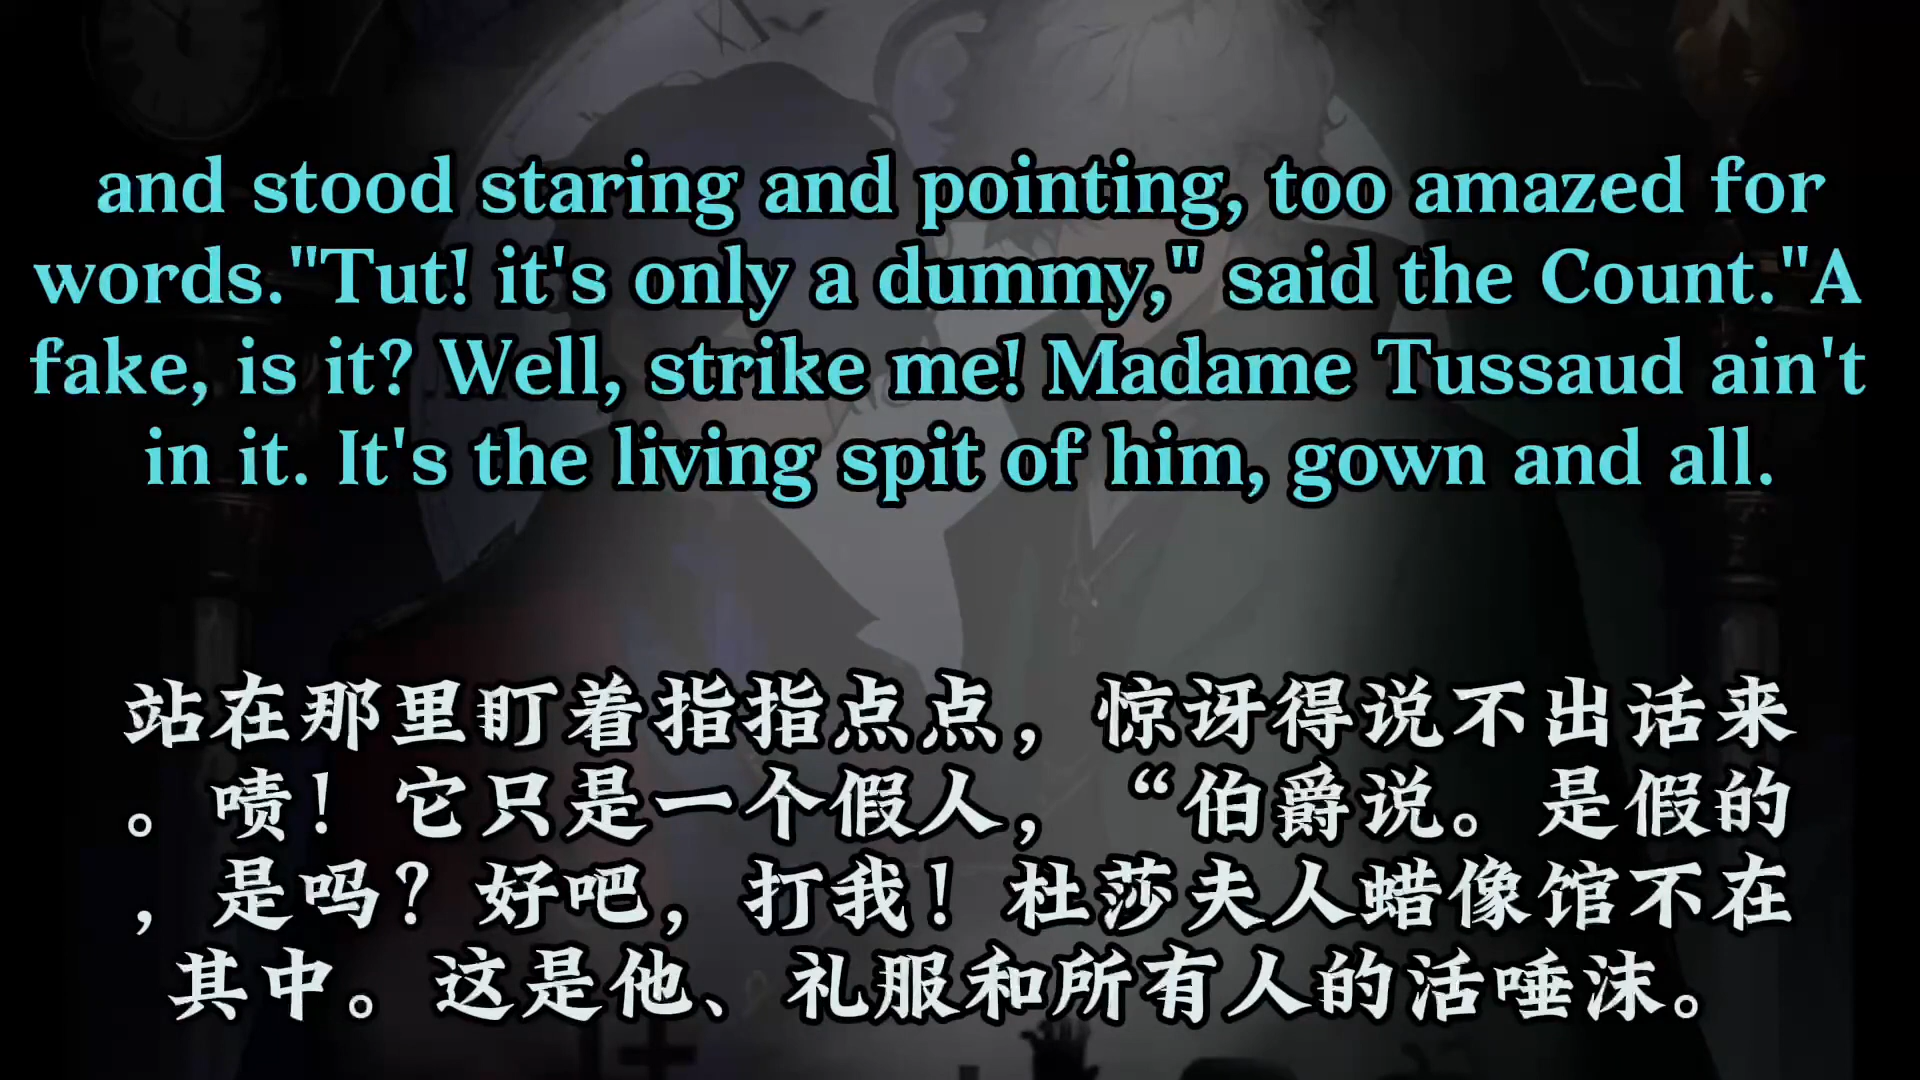 and stood staring and pointing, too amazed for
words."Tut! it's only a dummy," said the Count."A
fake, is it? Well, strike me! Madame Tussaud ain't
in it. It's the living spit of him, gown and all.
站在那里盯着指指点点，惊讶得说不出话来
。啧！它只是一个假人，“伯爵说。是假的
，是吗？好吧，打我！杜莎夫人蜡像馆不在
其中。这是他、礼服和所有人的活唾沫。